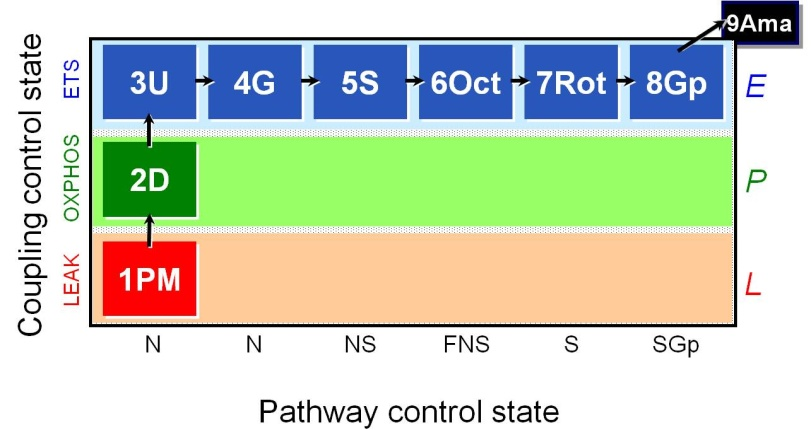 9Ama
Coupling control state
ETS
3U
4G
5S
6Oct
7Rot
8Gp
E
OXPHOS
2D
P
LEAK
1PM
L
N
N
NS
FNS
S
SGp
Pathway control state